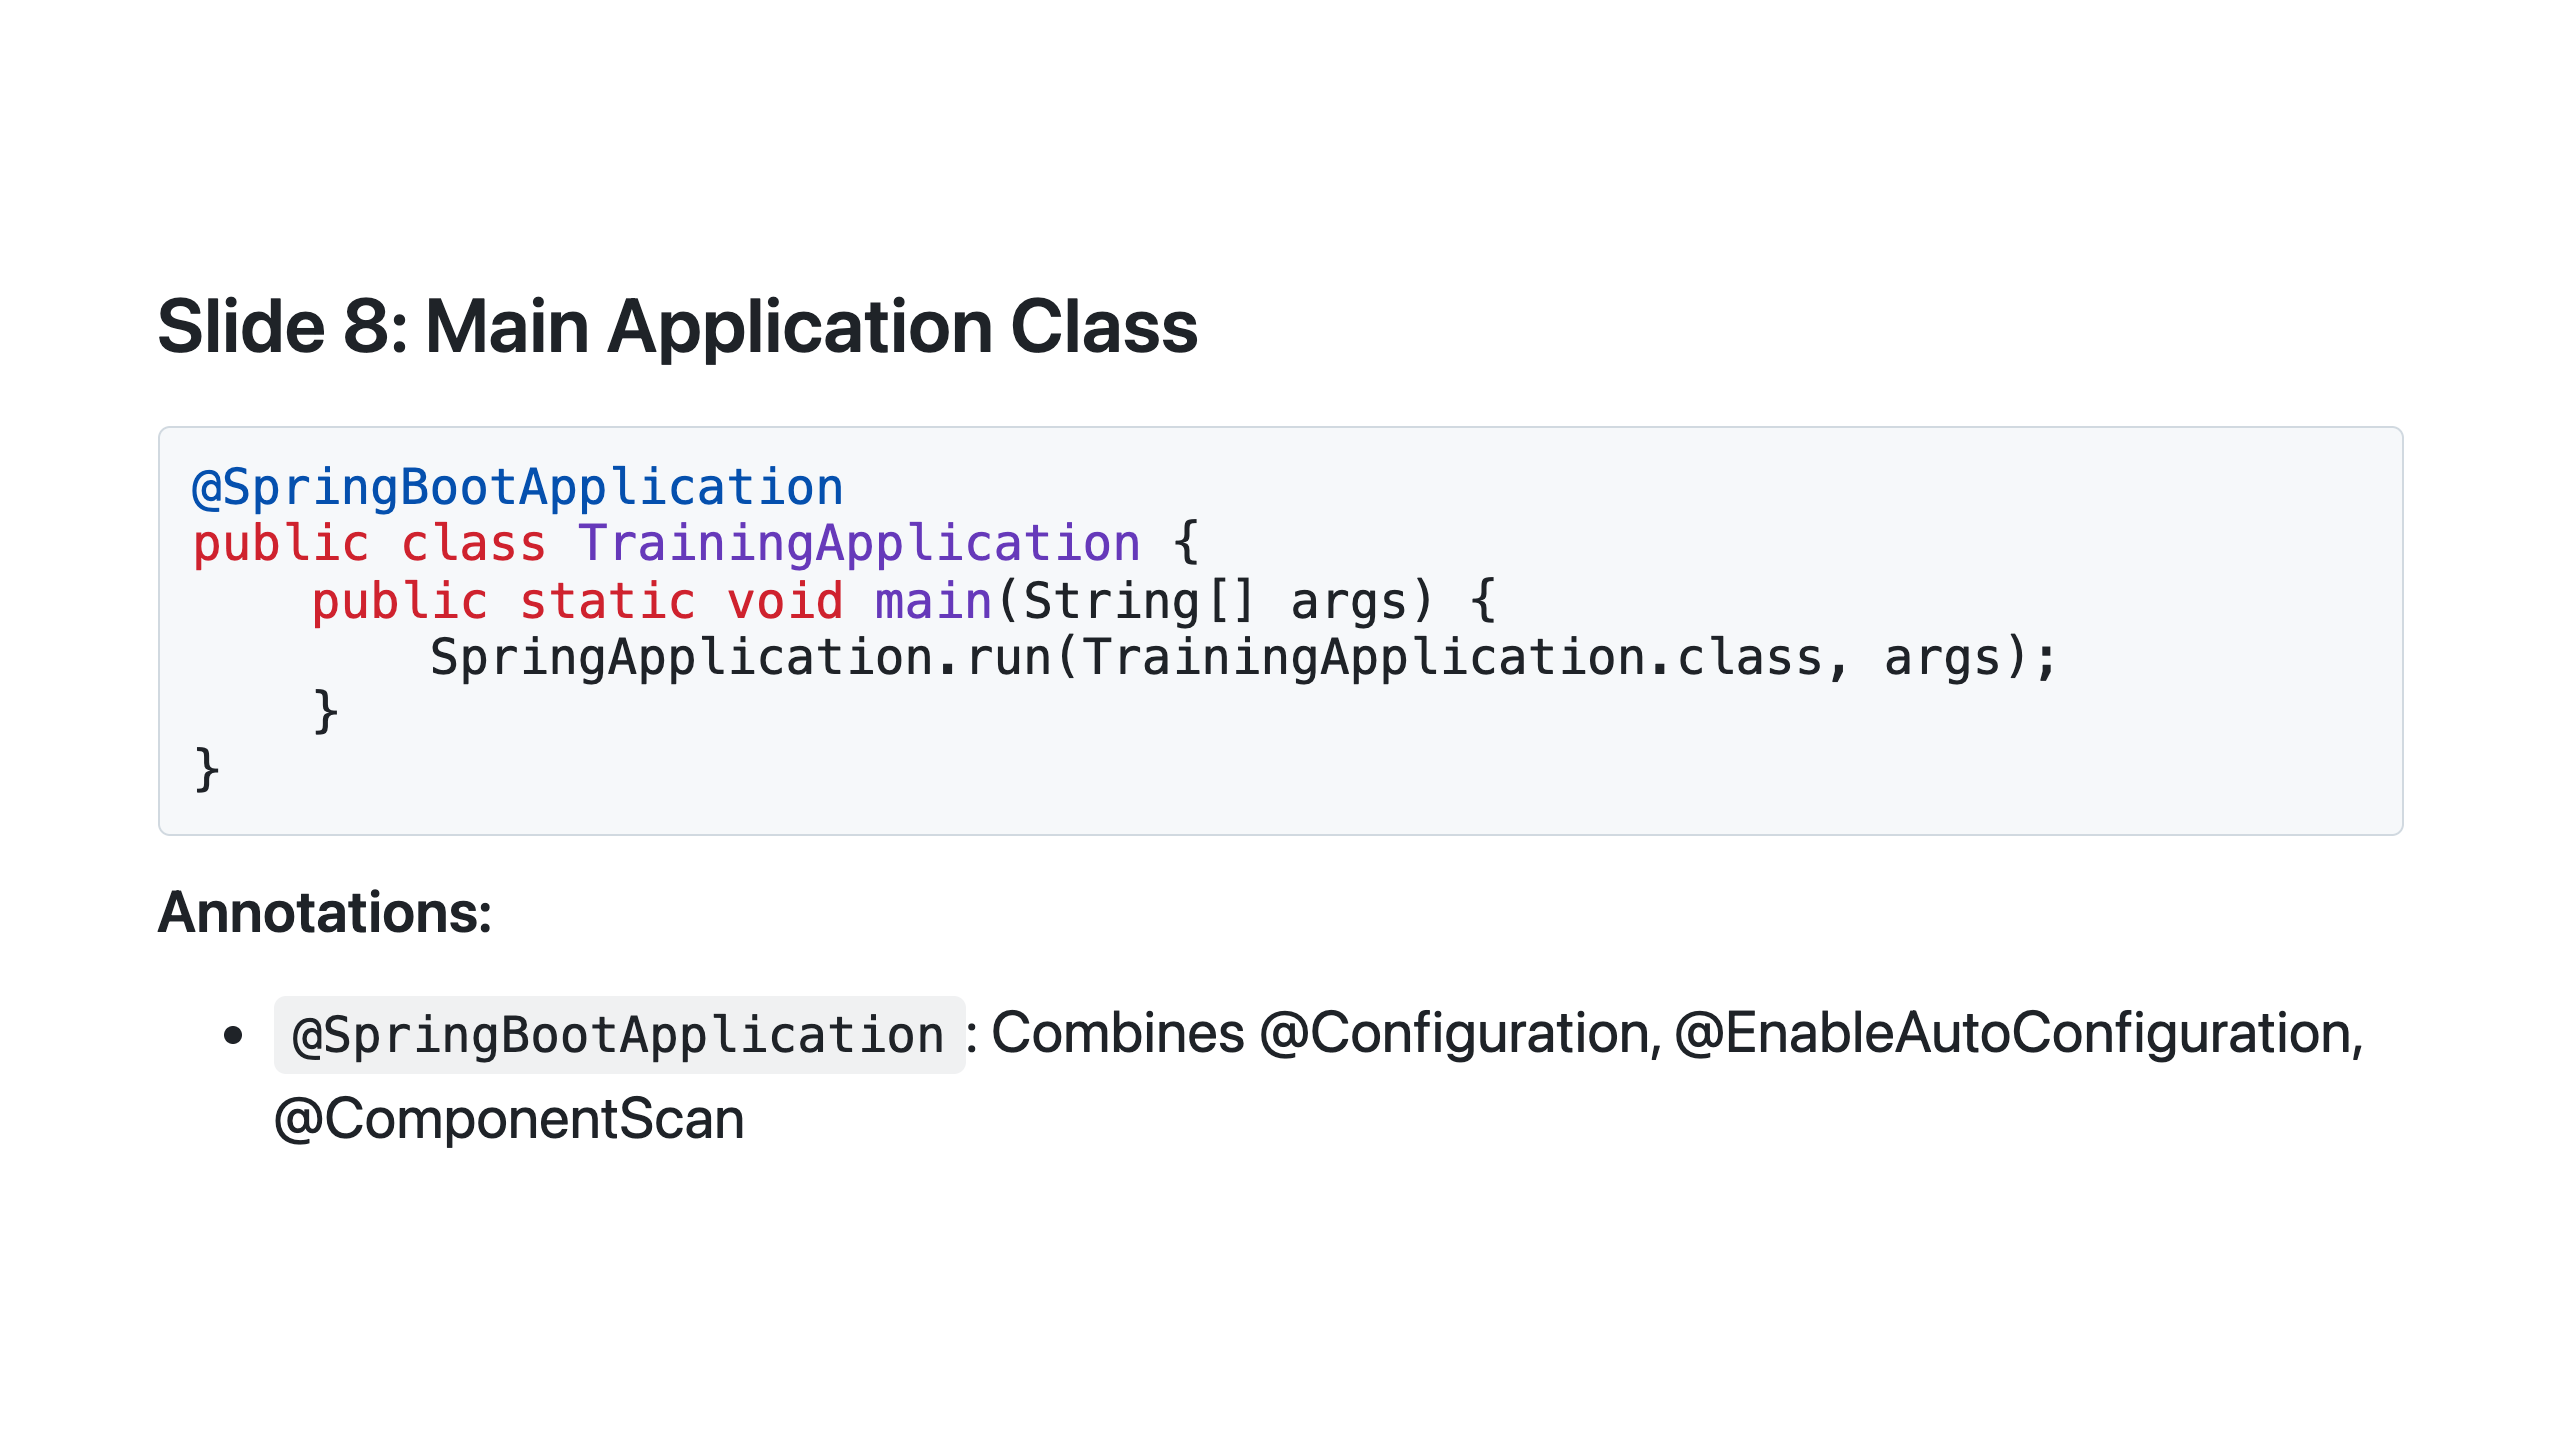 Slide 8: Main Application Class
@SpringBootApplication
public class TrainingApplication {
    public static void main(String[] args) {
        SpringApplication.run(TrainingApplication.class, args);
    }
}
Annotations:
• @SpringBootApplication : Combines @Configuration, @EnableAutoConfiguration,
@ComponentScan